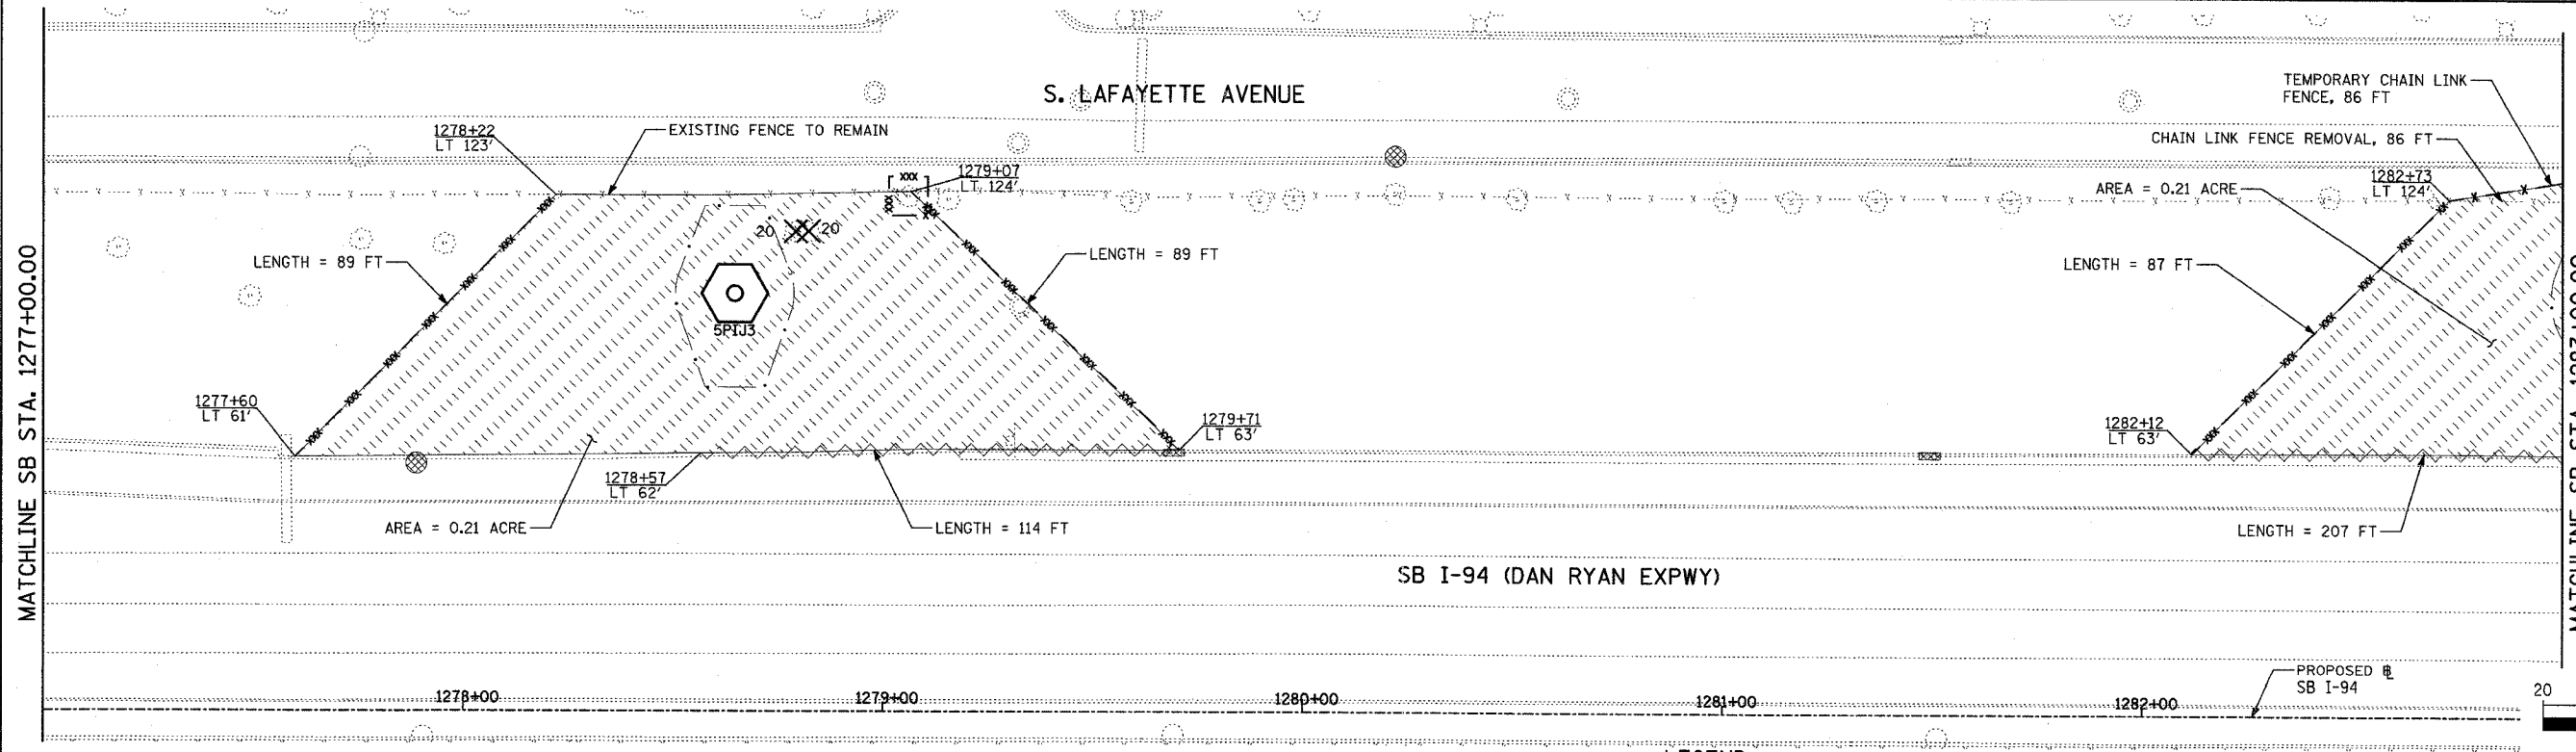 S. LAFAYETTE AVENUE
TEMPORARY CHAIN LINK
FENCE, 86 FT
1278+22
LT 123'
EXISTING FENCE TO REMAIN
CHAIN LINK FENCE REMOVAL, 86 FT
XXX
1279+07
LT 124'
1282+73
LT 124'
AREA = 0.21 ACRE
20
20
LENGTH = 89 FT
LENGTH = 89 FT
LENGTH = 87 FT
5PIJ3
MATCHLINE SB STA. 1277+00.00
1277+60
LT 61'
1279+71
LT 63'
1282+12
LT 63'
1278+57
LT 62'
AREA = 0.21 ACRE
LENGTH = 114 FT
LENGTH = 207 FT
SB I-94 (DAN RYAN EXPWY)
PROPOSED ℄
SB I-94
1278+00
1279+00
1280+00
1281+00
1282+00
20